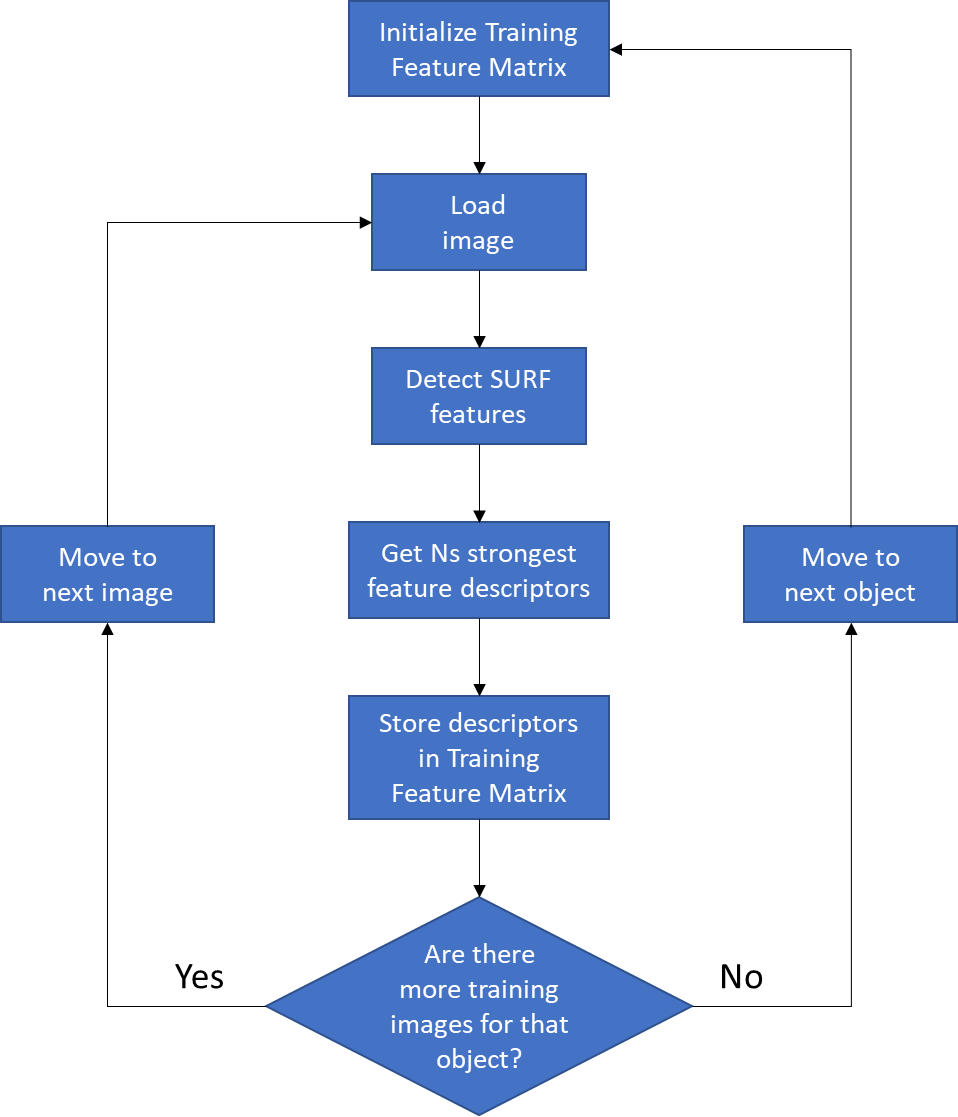 Initialize Training
Feature Matrix
Load
image
Detect SURF
features
Get Ns strongest
feature descriptors
Move to
next image
Move to
next object
Store descriptors
in Training
Feature Matrix
Are there
more training
images for that
object?
Yes
No